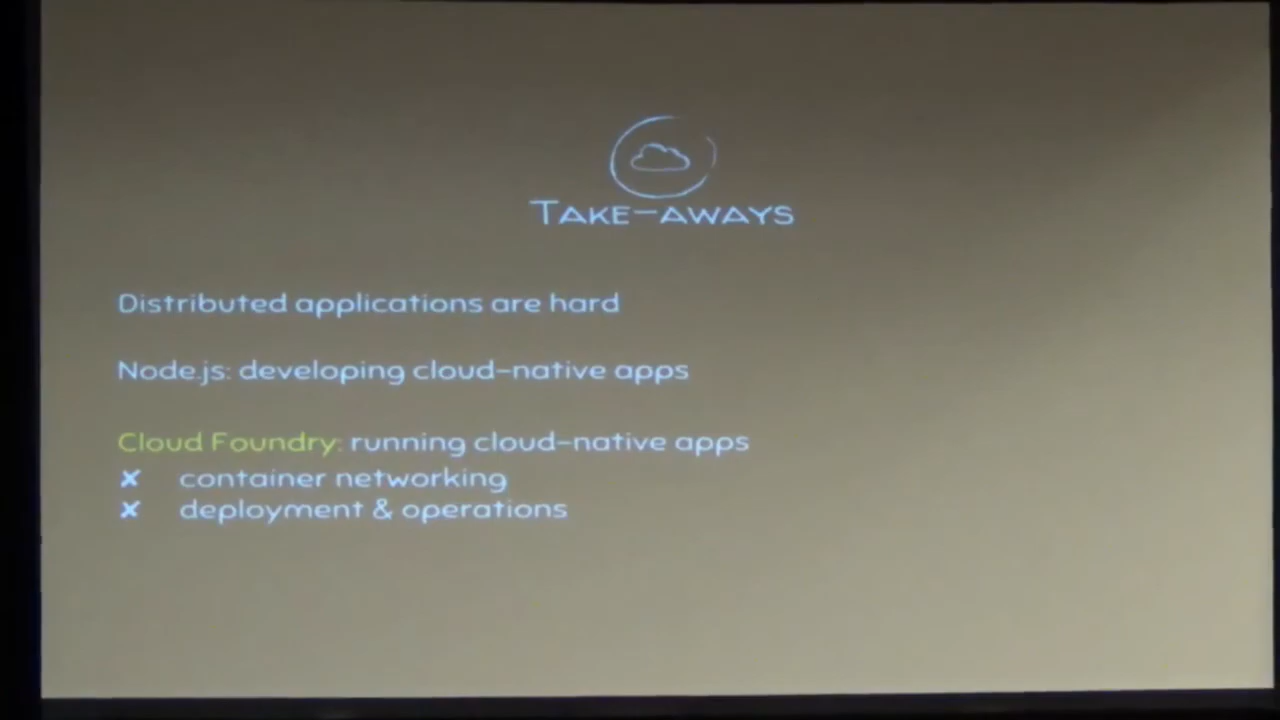 TAKE-AWAYS
Distributed applications are hard
Node.js: developing cloud-native apps
Cloud Foundry: running cloud-native apps
✘ container networking
✘ deployment & operations